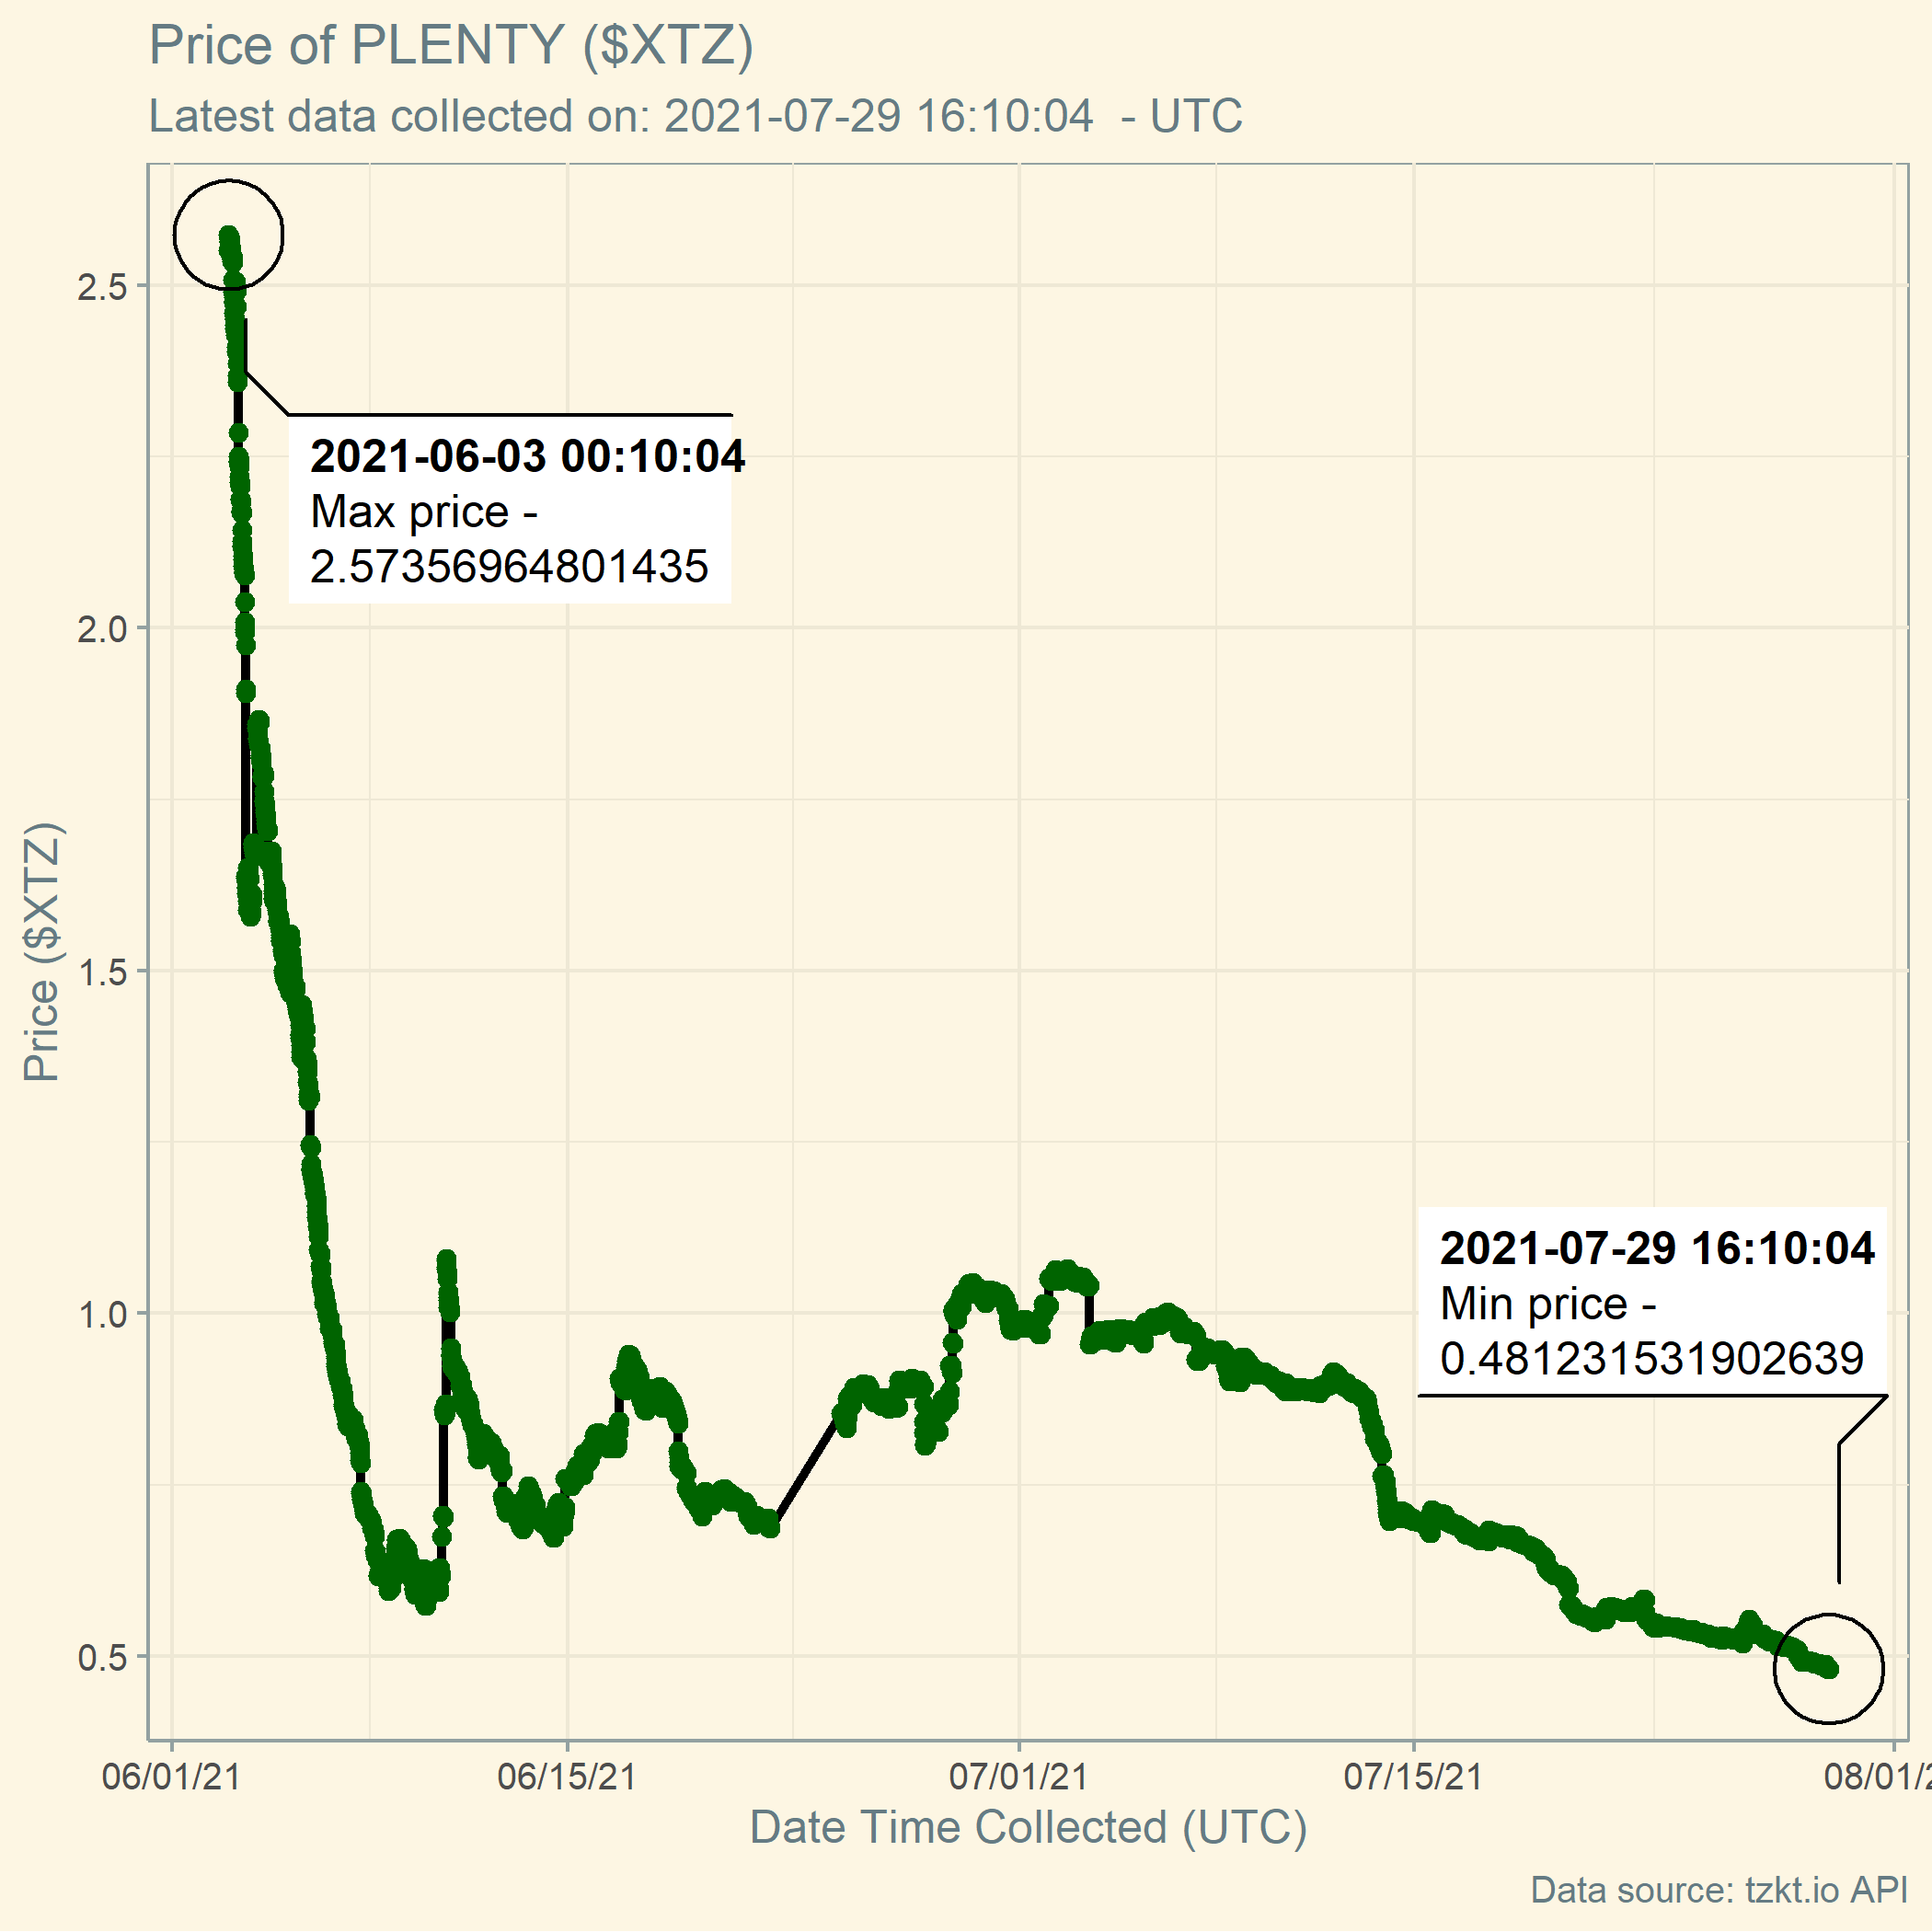 Price of PLENTY ($XTZ)
Latest data collected on: 2021-07-29 16:10:04  - UTC
2.5
2.0
1.5
1.0
0.5
Price ($XTZ)
2021-06-03 00:10:04
Max price -
2.57356964801435
2021-07-29 16:10:04
Min price -
0.481231531902639
06/01/21
06/15/21
07/01/21
07/15/21
08/01/2
Date Time Collected (UTC)
Data source: tzkt.io API